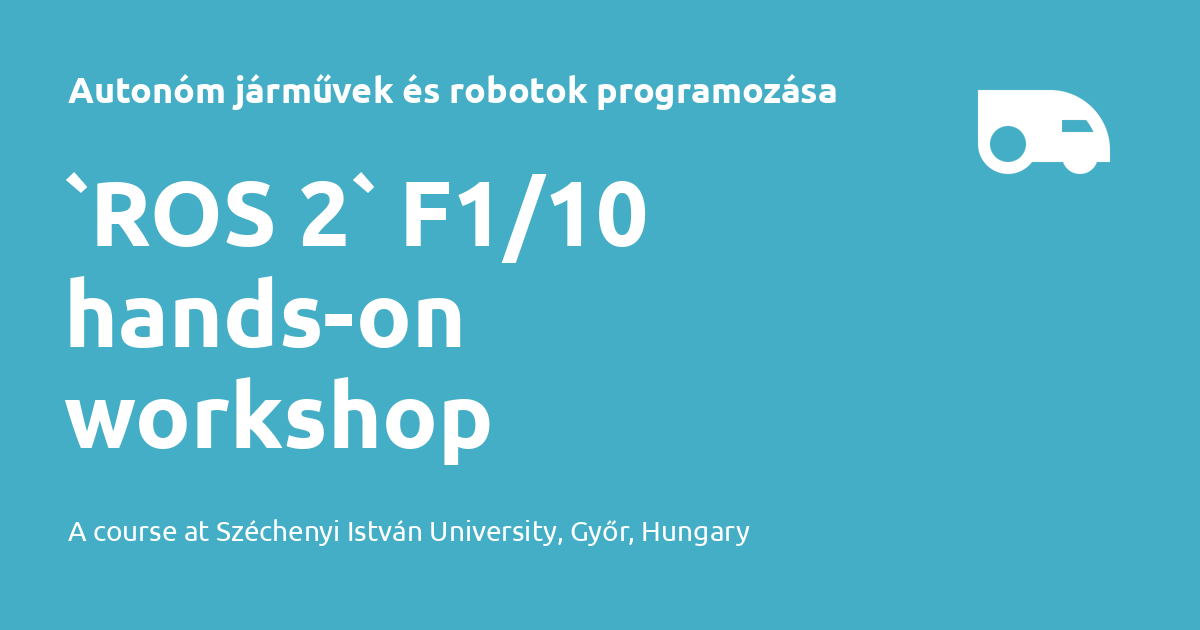 Autonóm járművek és robotok programozása
`ROS 2` F1/10
hands-on
workshop
A course at Széchenyi István University, Győr, Hungary